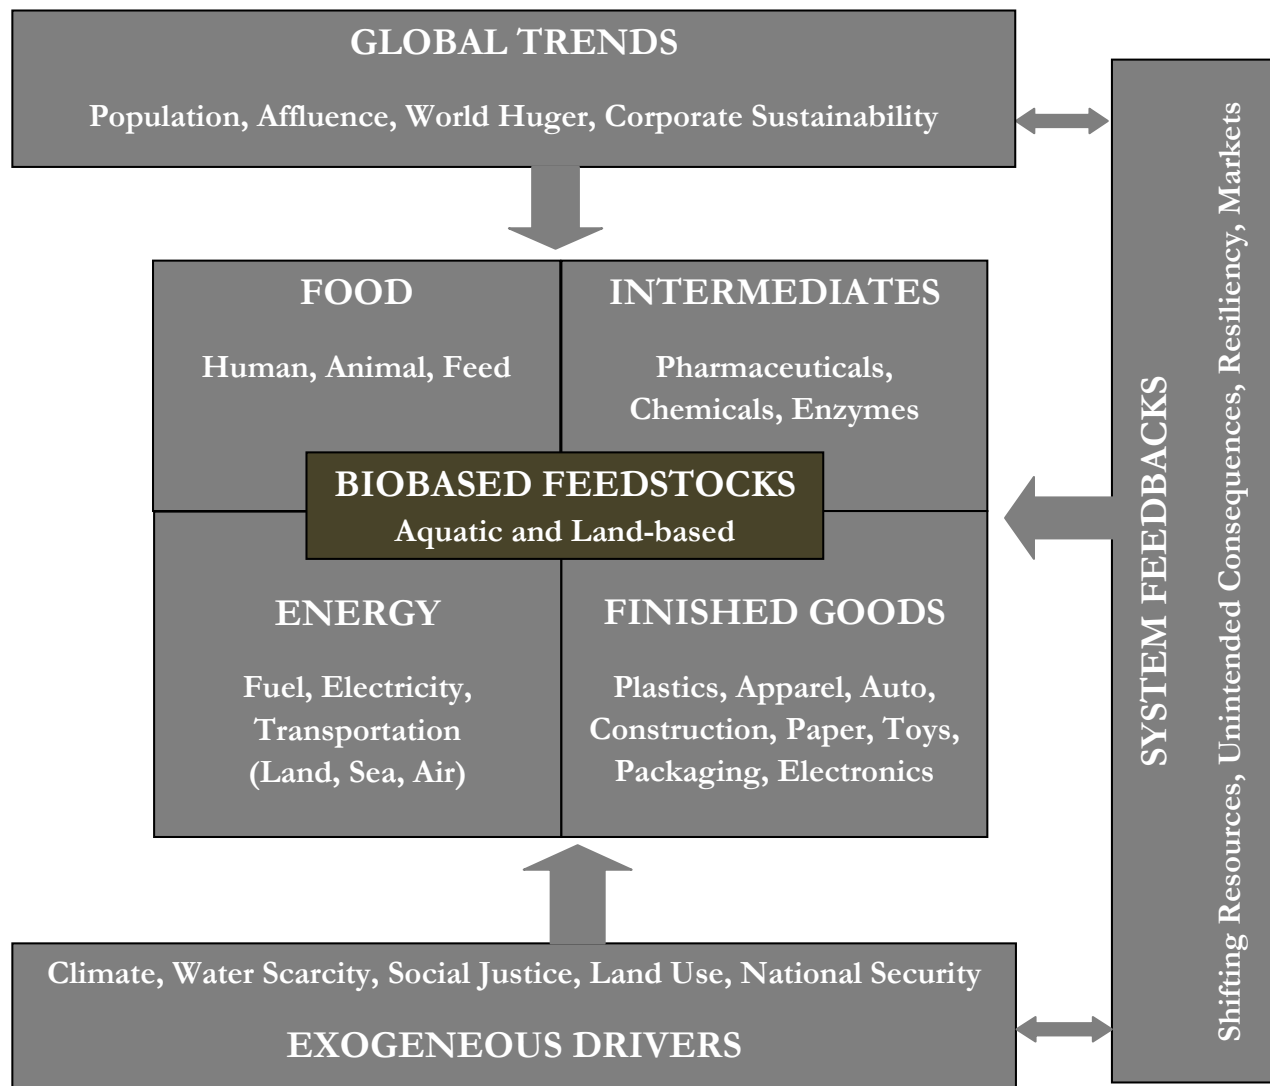 GLOBAL TRENDS
Population, Affluence, World Huger, Corporate Sustainability
FOOD
Human, Animal, Feed
INTERMEDIATES
Pharmaceuticals,
Chemicals, Enzymes
BIOBASED FEEDSTOCKS
Aquatic and Land-based
ENERGY
Fuel, Electricity,
Transportation
(Land, Sea, Air)
FINISHED GOODS
Plastics, Apparel, Auto,
Construction, Paper, Toys,
Packaging, Electronics
Climate, Water Scarcity, Social Justice, Land Use, National Security
EXOGENEOUS DRIVERS
SYSTEM FEEDBACKS
Shifting Resources, Unintended Consequences, Resiliency, Markets